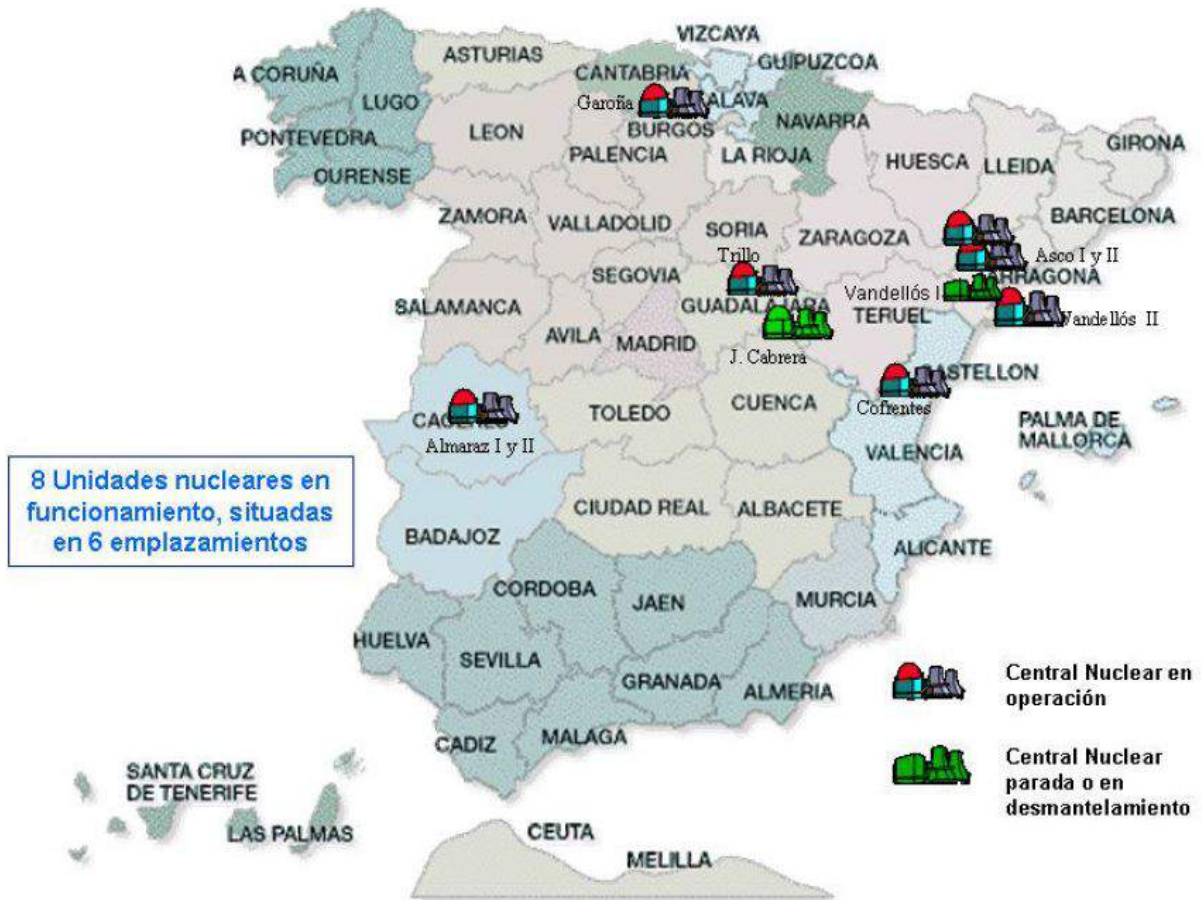 VIZCAYA
ASTURIAS
GUIPUZCOA
CANTABRIA
A CORUÑA
LUGO
Garoña
ALAVA
NAVARRA
PONTEVEDRA
LEON
BURGOS
PALENCIA
LA RIOJA
HUESCA
LLEIDA
GIRONA
OURENSE
ZAMORA
VALLADOLID
SORIA
ZARAGOZA
BARCELONA
Trillo
Asco I y II
SEGOVIA
ARRAGONA
SALAMANCA
GUADALAJARA
Vandellós I
TERUEL
Vandellós II
AVILA
MADRID
J. Cabrera
CASTELLON
CACERES
TOLEDO
CUENCA
Cofrentes
PALMA DE
MALLORCA
Almaraz I y II
VALENCIA
8 Unidades nucleares en
funcionamiento, situadas
en 6 emplazamientos
CIUDAD REAL
ALBACETE
BADAJOZ
ALICANTE
CORDOBA
JAEN
MURCIA
HUELVA
SEVILLA
GRANADA
ALMERIA
Central Nuclear en
operación
CADIZ
MALAGA
Central Nuclear
parada o en
desmantelamiento
SANTA CRUZ
DE TENERIFE
LAS PALMAS
CEUTA
MELILLA